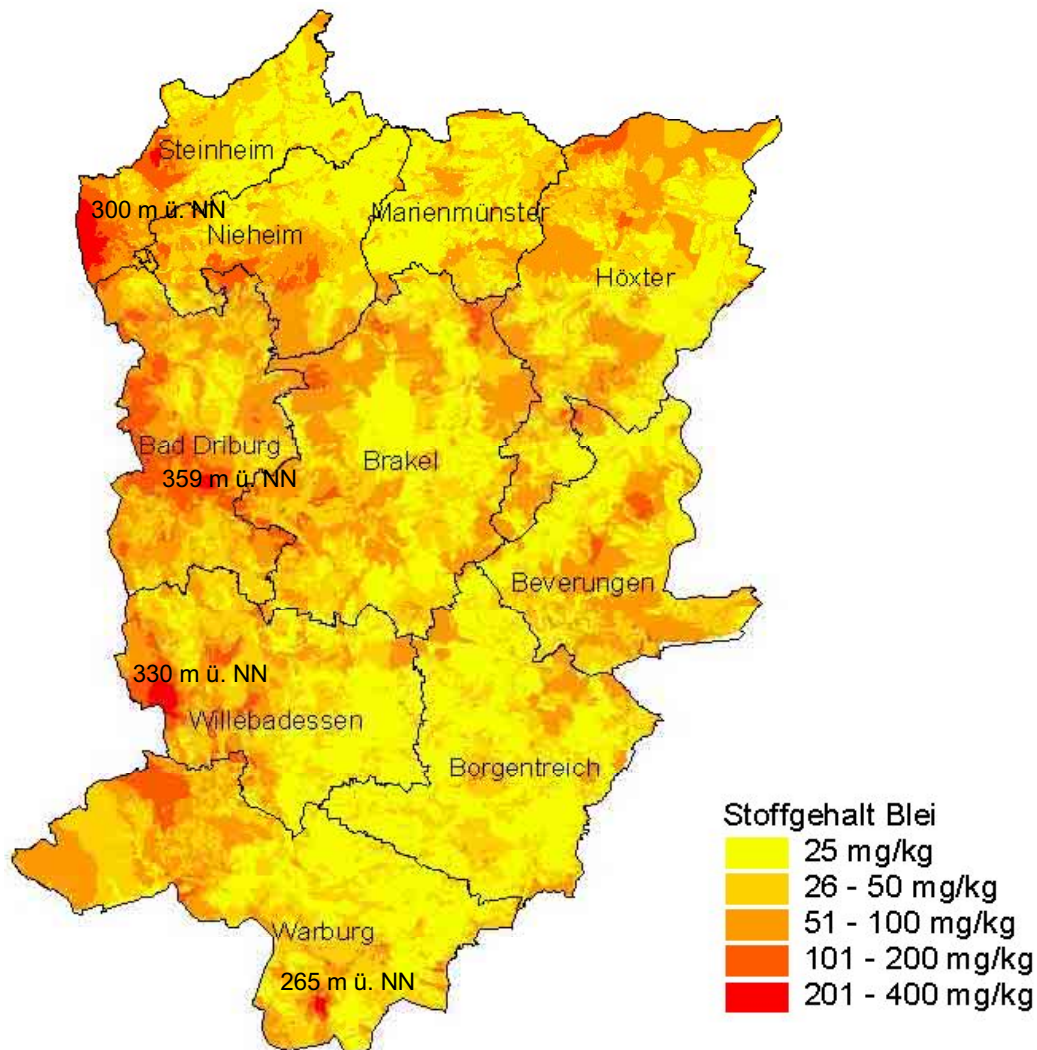 Steinheim
300 m ü. NN
Nieheim
Marienmünster
Höxter
Bad Driburg
359 m ü. NN
Brakel
Beverungen
330 m ü. NN
Willebadessen
Borgentreich
Warburg
265 m ü. NN
Stoffgehalt Blei
25 mg/kg
26 - 50 mg/kg
51 - 100 mg/kg
101 - 200 mg/kg
201 - 400 mg/kg